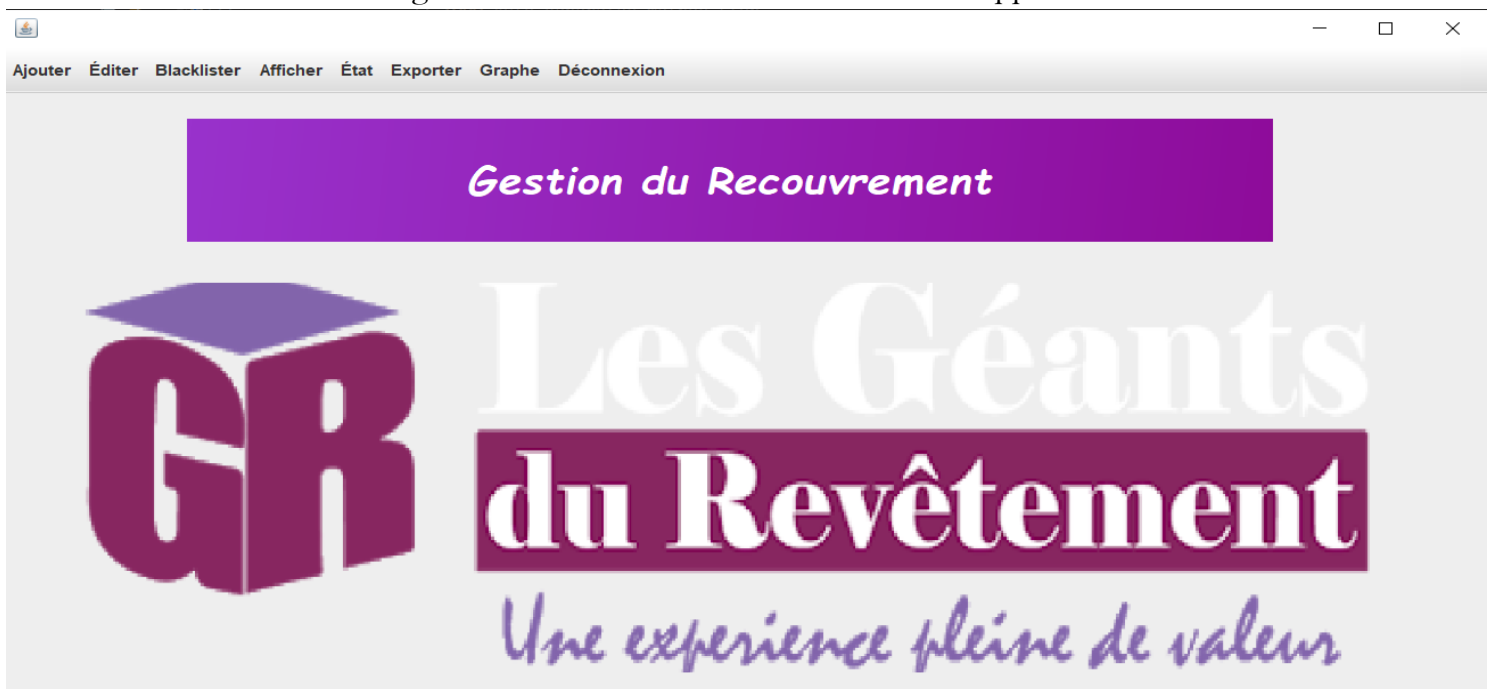 Ajouter Éditer Blacklister Afficher État Exporter Graphe Déconnexion
Gestion du Recouvrement
GR
Les Géants
du Revêtement
Une experience pleine de valeur